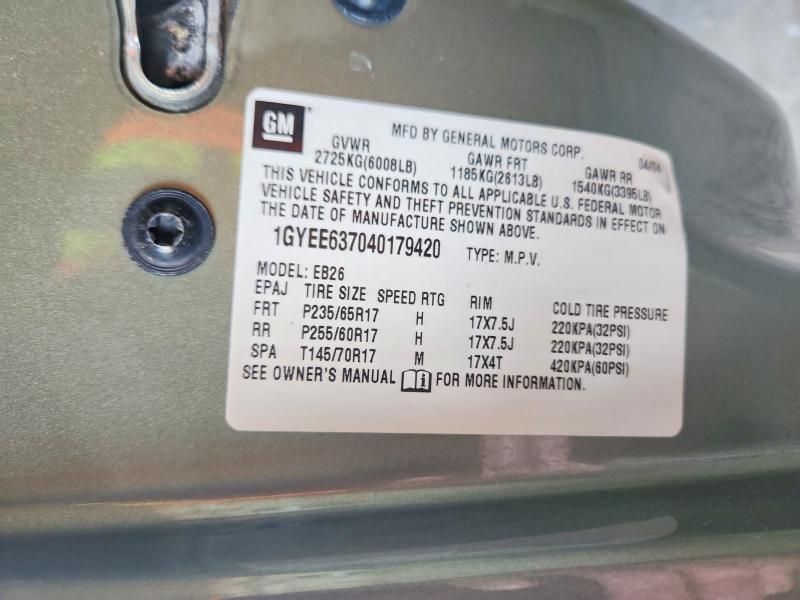 GM
MFD BY GENERAL MOTORS CORP. 04/04
GVWR GAWR FRT GAWR RR
2725KG(6008LB) 1185KG(2613LB) 1540KG(3395LB)
THIS VEHICLE CONFORMS TO ALL APPLICABLE U.S. FEDERAL MOTOR
VEHICLE SAFETY AND THEFT PREVENTION STANDARDS IN EFFECT ON
THE DATE OF MANUFACTURE SHOWN ABOVE.
1GYEE637040179420 TYPE: M.P.V.
MODEL: EB26
EPAJ TIRE SIZE SPEED RTG RIM COLD TIRE PRESSURE
FRT P235/65R17 H 17X7.5J 220KPA(32PSI)
RR P255/60R17 H 17X7.5J 220KPA(32PSI)
SPA T145/70R17 M 17X4T 420KPA(60PSI)
SEE OWNER'S MANUAL i FOR MORE INFORMATION.